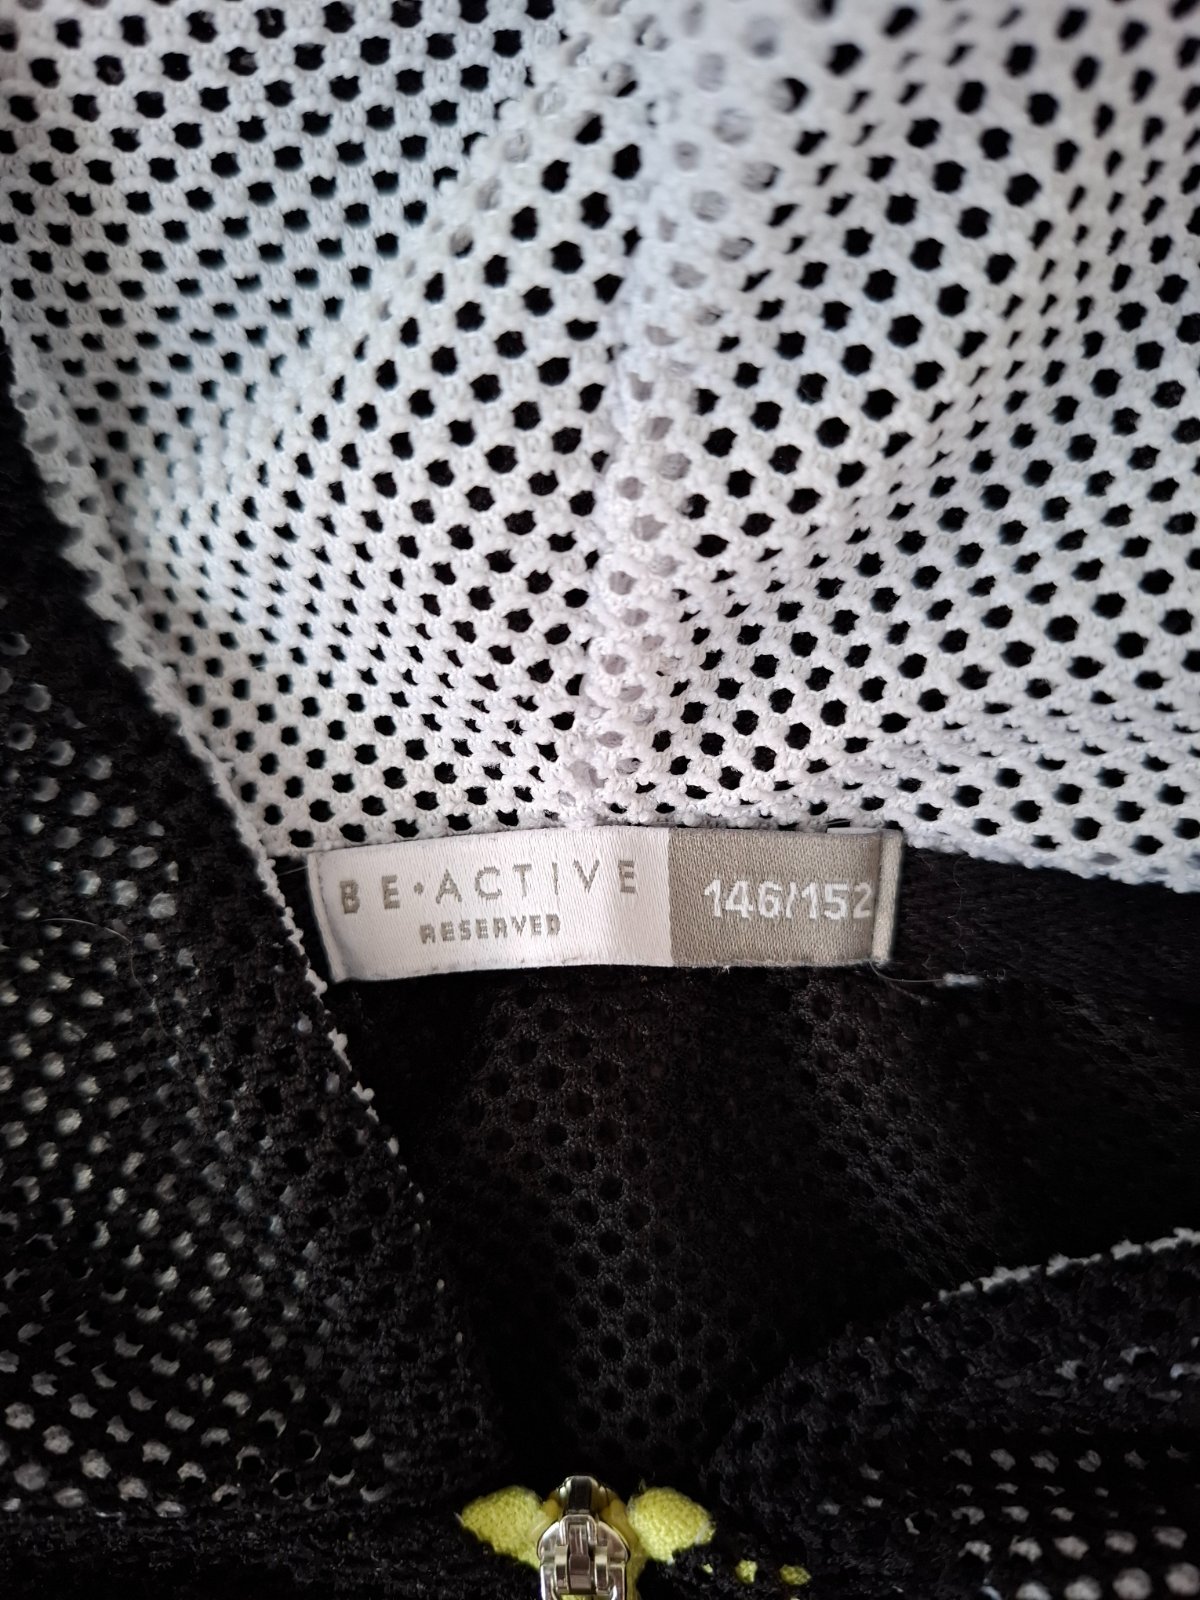 BE·ACTIVE
RESERVED
146/152